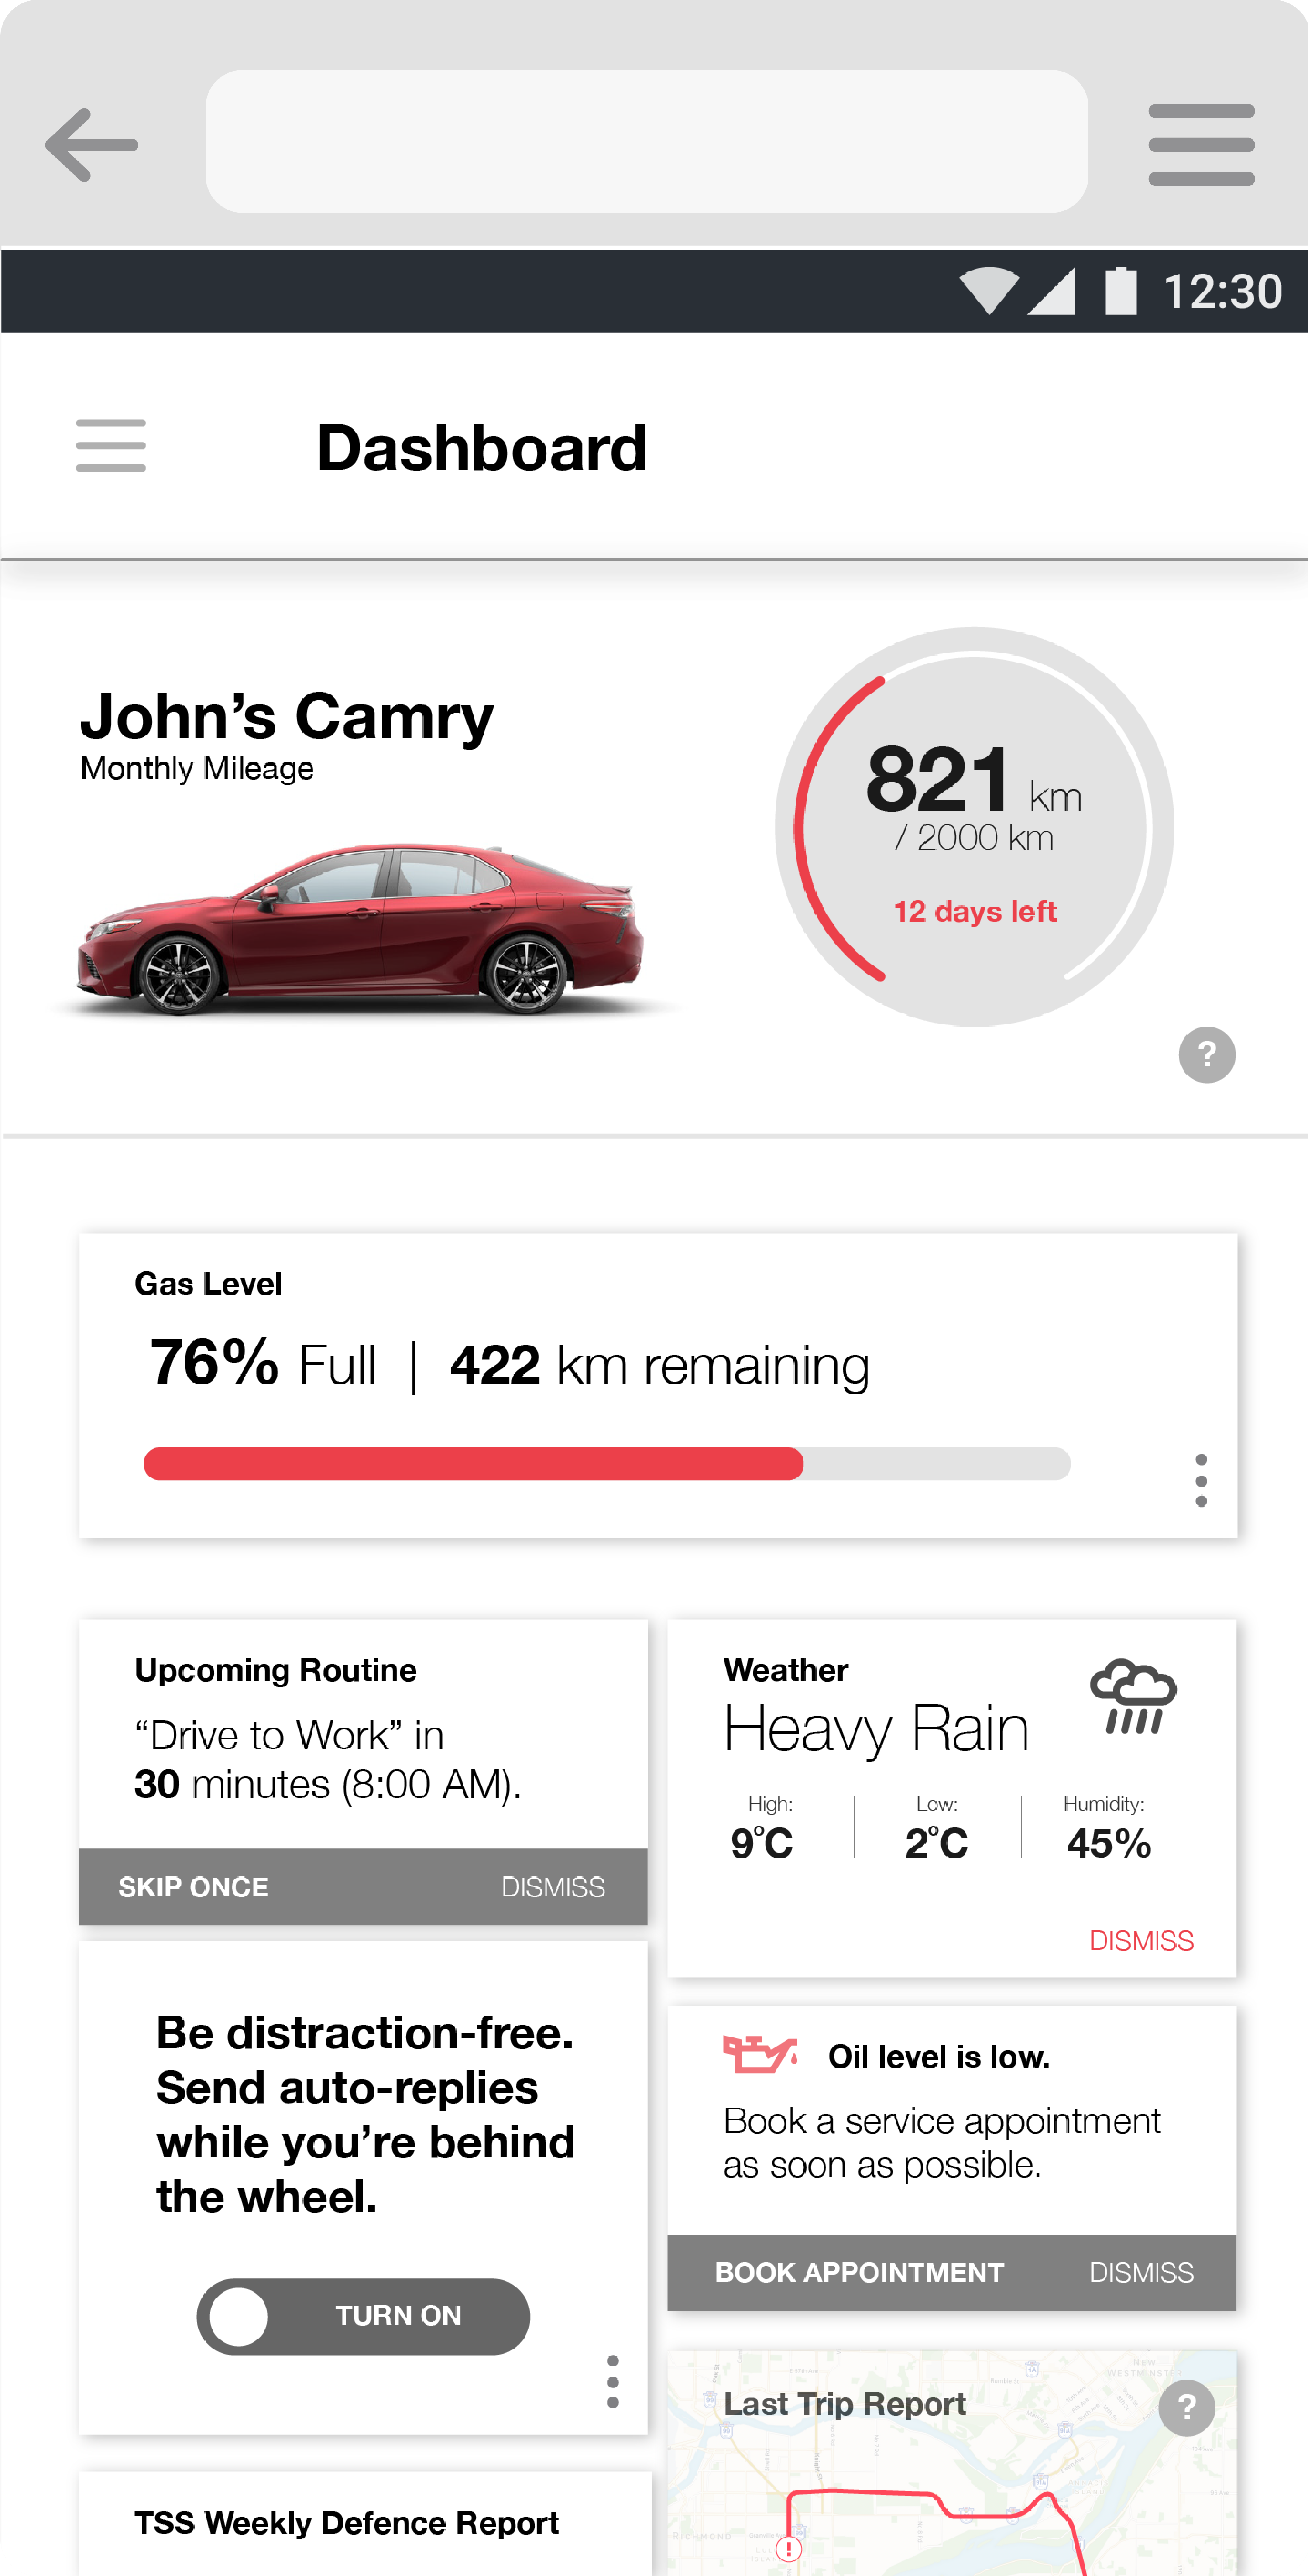 12:30
Dashboard
John’s Camry
Monthly Mileage
821 km
/ 2000 km
12 days left
?
Gas Level
76% Full | 422 km remaining
Upcoming Routine
“Drive to Work” in
30 minutes (8:00 AM).
SKIP ONCE DISMISS
Weather
Heavy Rain
High: Low: Humidity:
9°C 2°C 45%
DISMISS
Be distraction-free.
Send auto-replies
while you’re behind
the wheel.
TURN ON
Oil level is low.
Book a service appointment
as soon as possible.
BOOK APPOINTMENT DISMISS
NEW
WESTMINSTER
Last Trip Report
?
RICHMOND
!
TSS Weekly Defence Report